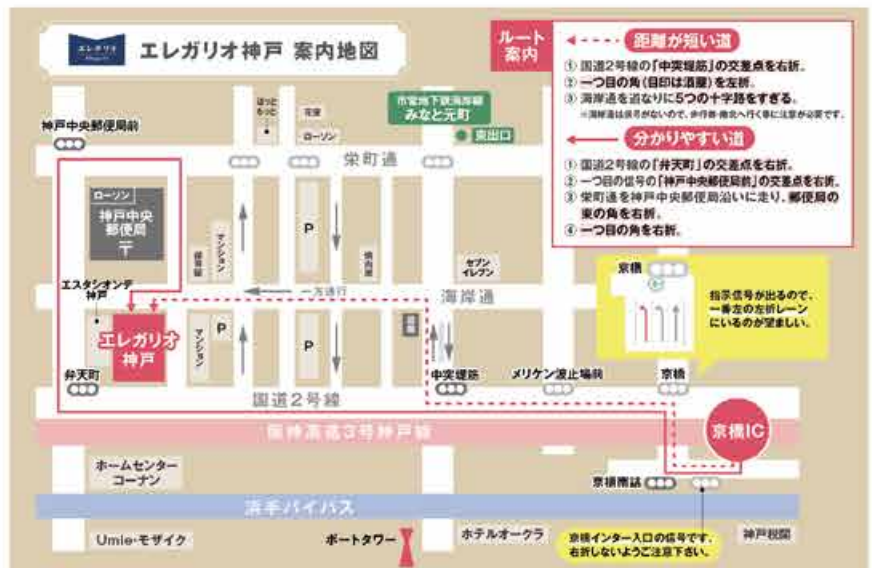 エレガリオ
エレガリオ神戸 案内地図
ルート
案内
距離が短い道
① 国道2号線の「中突堤筋」の交差点を右折。
② 一つ目の角(目印は酒屋)を左折。
③ 海岸通を道なりに5つの十字路をすぎる。
分かりやすい道
① 国道2号線の「弁天町」の交差点を右折。
② 一つ目の信号の「神戸中央郵便局前」の交差点を右折。
③ 栄町通を神戸中央郵便局沿いに走り、郵便局の
東の角を右折。
④ 一つ目の角を右折。
神戸中央郵便局前
ほっと
もっと
花屋
ローソン
市営地下鉄海岸線
みなと元町
東出口
栄町通
ローソン
神戸中央
郵便局
〒
マンション
P
焼肉屋
セブン
イレブン
エスタシオンデ
神戸
一方通行
海岸通
京橋
指示信号が出るので、
一番左の左折レーン
にいるのが望ましい。
エレガリオ
神戸
マンション
P
P
弁天町
中突堤筋
メリケン波止場前
京橋
国道2号線
阪神高速3号神戸線
京橋IC
ホームセンター
コーナン
京橋南詰
浜手バイパス
Umie・モザイク
ポートタワー
ホテルオークラ
京橋インター入口の信号です。
右折しないようご注意下さい。
神戸税関